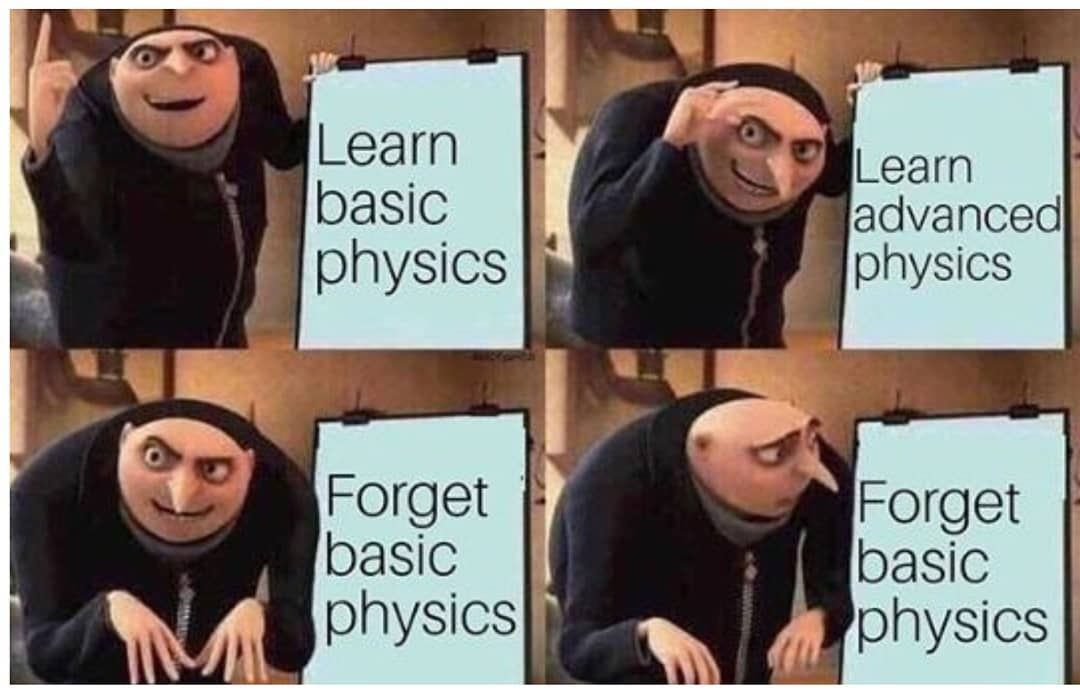 Learn
basic
physics
Learn
advanced
physics
Forget
basic
physics
Forget
basic
physics